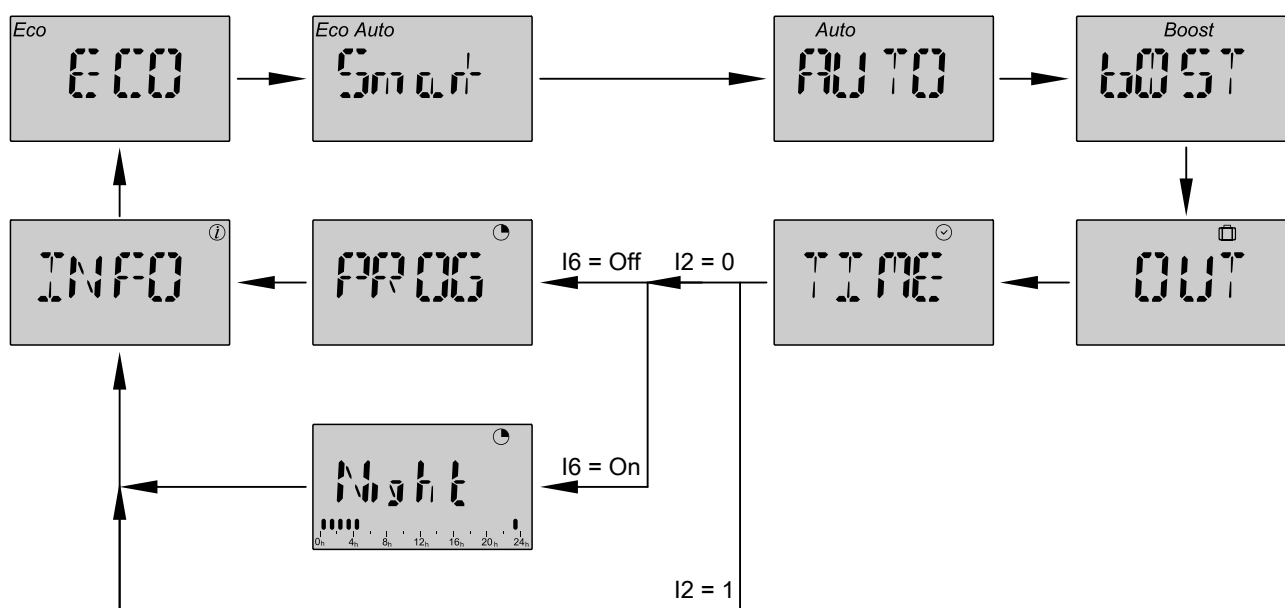 Eco
ECO
Eco Auto
Smart
Auto
AUTO
Boost
bOST
INFO
PROG
I6 = Off
I2 = 0
TIME
OUT
Night
0h 4h 8h 12h 16h 20h 24h
I6 = On
I2 = 1